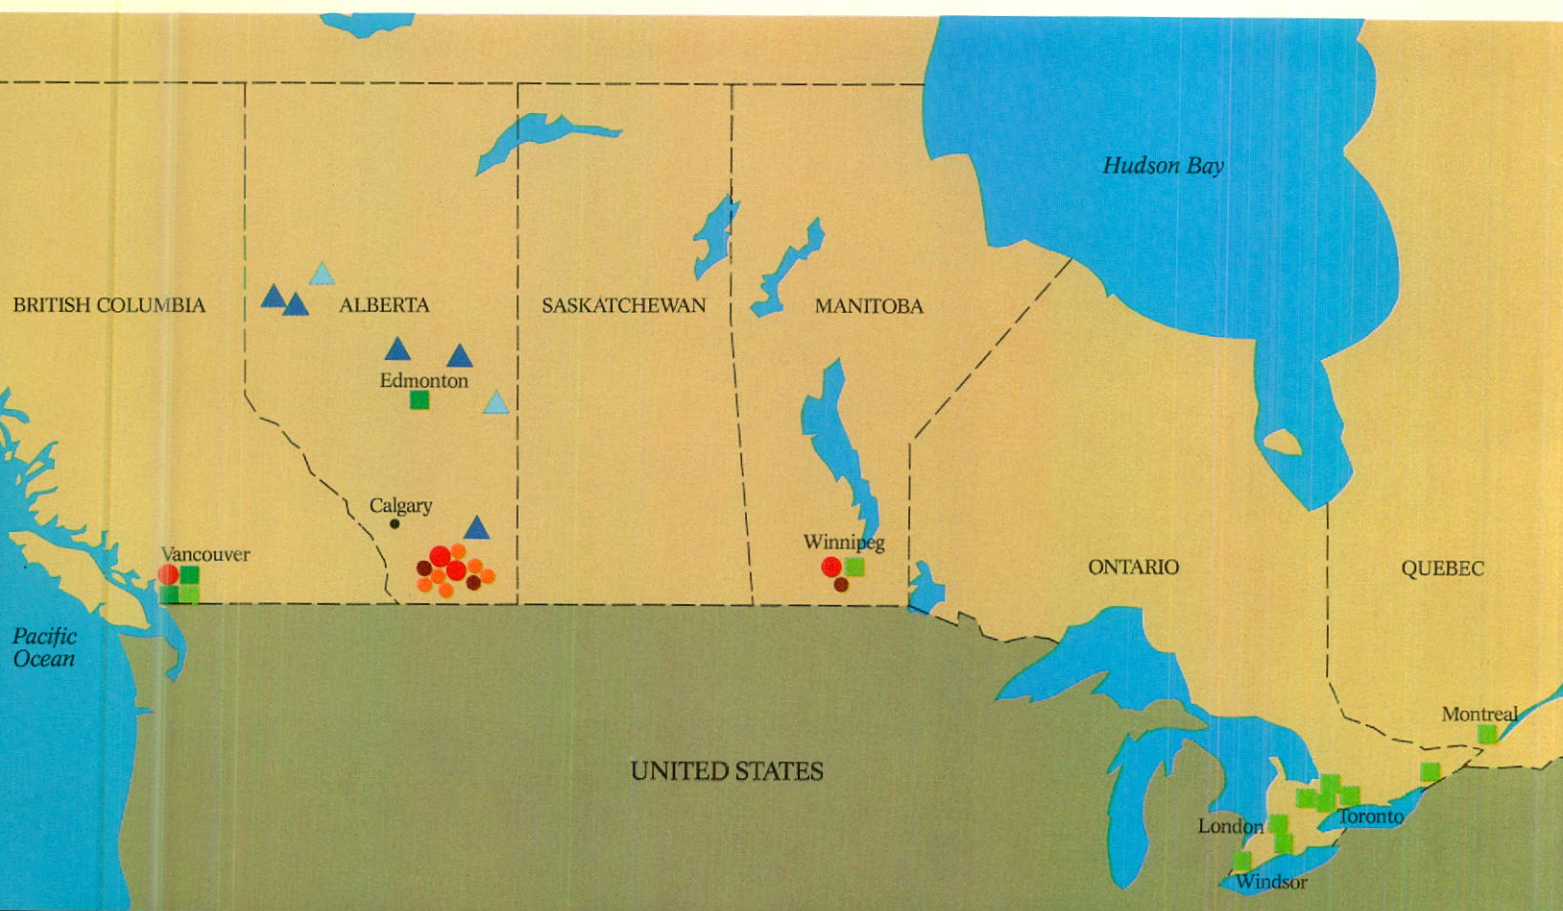 Hudson Bay
BRITISH COLUMBIA
ALBERTA
SASKATCHEWAN
MANITOBA
Edmonton
Calgary
Winnipeg
Vancouver
ONTARIO
QUEBEC
Pacific
Ocean
Montreal
UNITED STATES
Toronto
London
Windsor